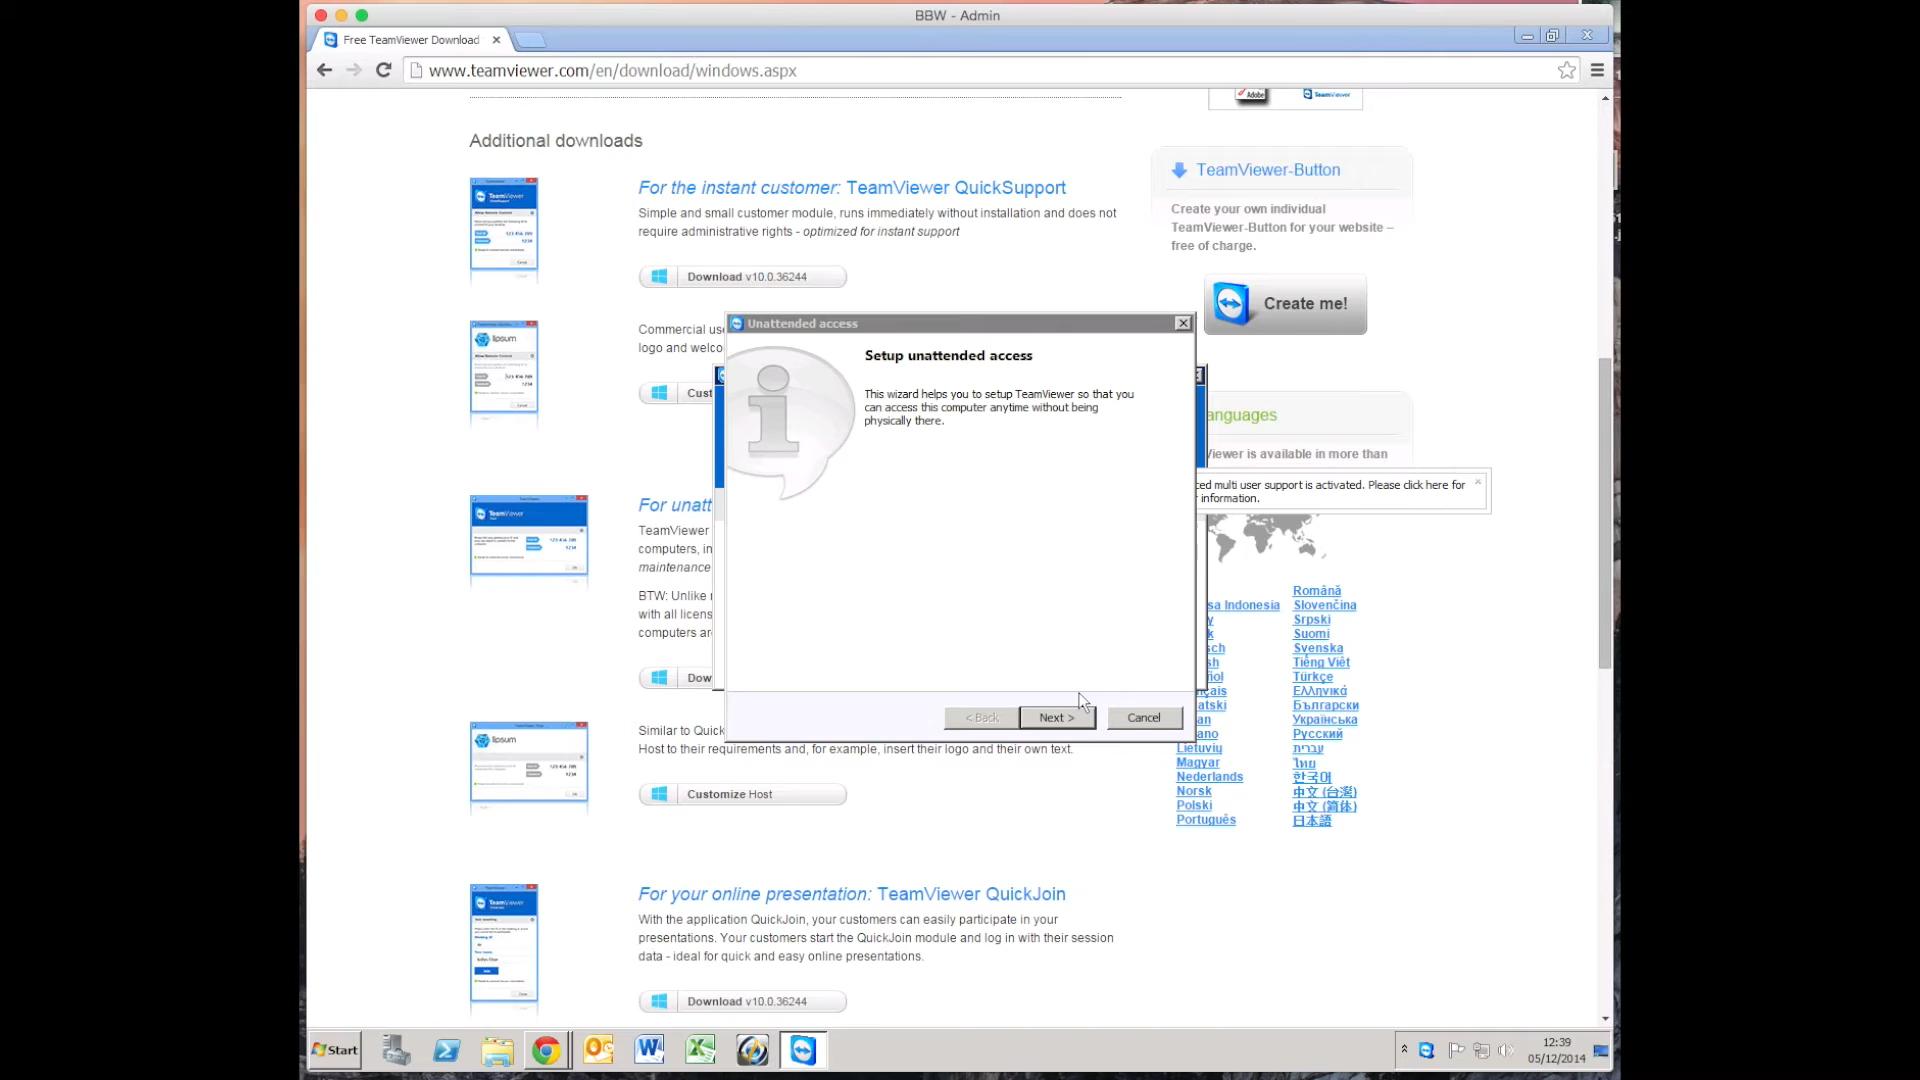 BBW - Admin
Free TeamViewer Download
www.teamviewer.com/en/download/windows.aspx
Adobe
TeamViewer
Additional downloads
For the instant customer: TeamViewer QuickSupport
Simple and small customer module, runs immediately without installation and does not
require administrative rights - optimized for instant support
Download v10.0.36244
Commercial use
logo and welco
Cust
For unatt
TeamViewer
computers, in
maintenance
BTW: Unlike
with all licens
computers ar
Dow
Similar to Quick
Host to their requirements and, for example, insert their logo and their own text.
Customize Host
For your online presentation: TeamViewer QuickJoin
With the application QuickJoin, your customers can easily participate in your
presentations. Your customers start the QuickJoin module and log in with their session
data - ideal for quick and easy online presentations.
Download v10.0.36244
TeamViewer
lipsum
TeamViewer
lipsum
TeamViewer
Unattended access
Setup unattended access
This wizard helps you to setup TeamViewer so that you
can access this computer anytime without being
physically there.
< Back
Next >
Cancel
TeamViewer-Button
Create your own individual
TeamViewer-Button for your website –
free of charge.
Create me!
anguages
Viewer is available in more than
ced multi user support is activated. Please click here for
information.
sa Indonesia
Lietuvių
Magyar
Nederlands
Norsk
Polski
Português
Română
Slovenčina
Srpski
Suomi
Svenska
Tiếng Việt
Türkçe
Ελληνικά
Български
Українська
Русский
עברית
ไทย
한국어
中文 (台灣)
中文 (简体)
日本語
Start
12:39
05/12/2014